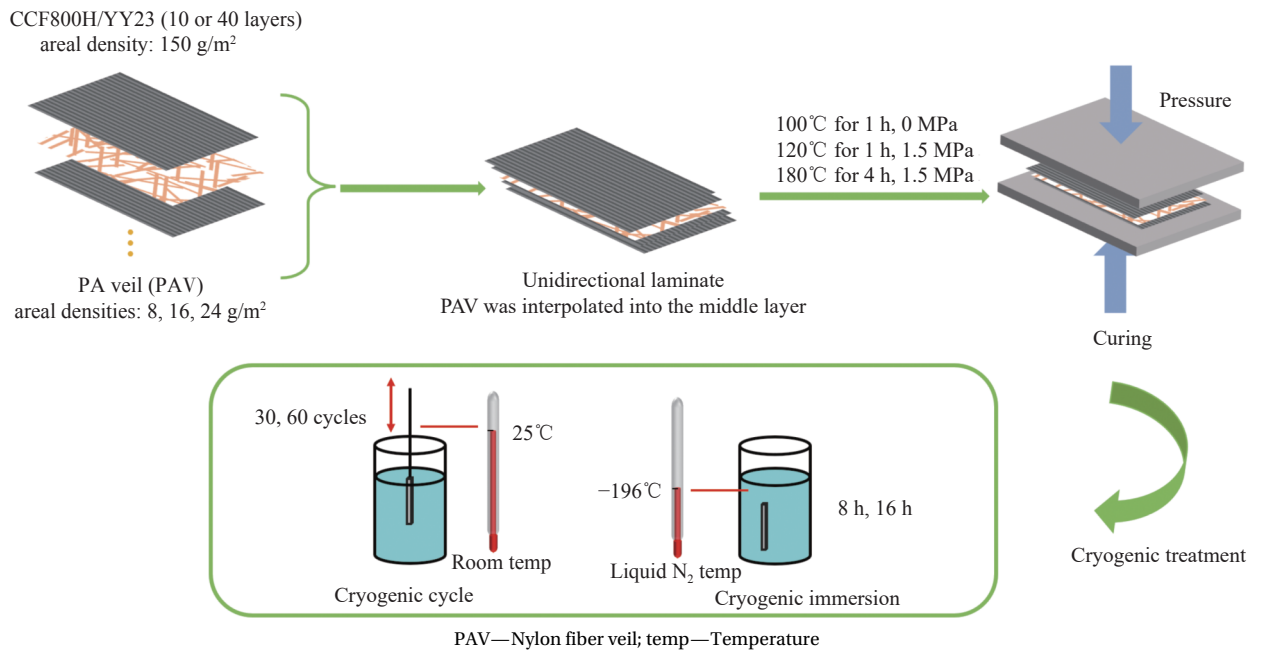 CCF800H/YY23 (10 or 40 layers)
areal density: 150 g/m²
PA veil (PAV)
areal densities: 8, 16, 24 g/m²
Unidirectional laminate
PAV was interpolated into the middle layer
100℃ for 1 h, 0 MPa
120℃ for 1 h, 1.5 MPa
180℃ for 4 h, 1.5 MPa
Pressure
Curing
Cryogenic treatment
30, 60 cycles
25℃
Room temp
Cryogenic cycle
−196℃
Liquid N₂ temp
8 h, 16 h
Cryogenic immersion
PAV—Nylon fiber veil; temp—Temperature